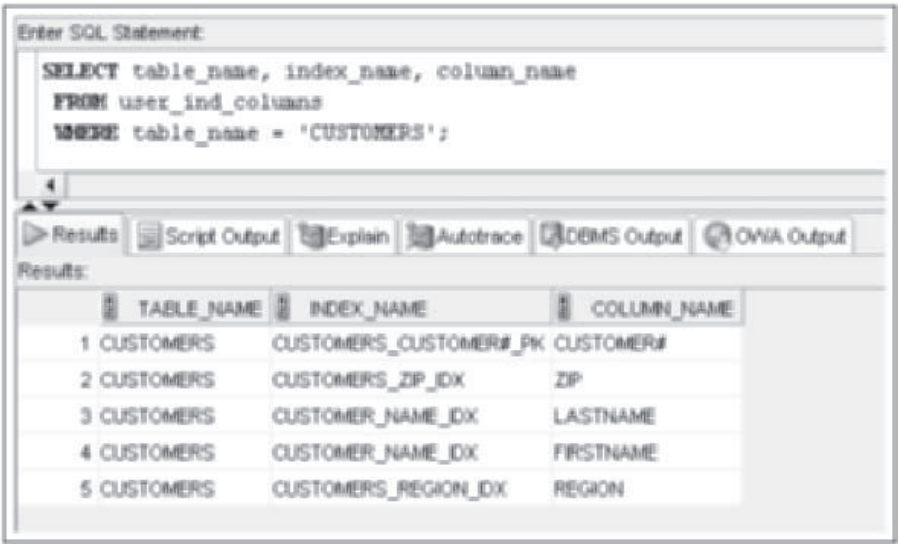 Enter SQL Statement:
SELECT table_name, index_name, column_name
FROM user_ind_columns
WHERE table_name = 'CUSTOMERS';
Results Script Output Explain Autotrace DBMS Output OWA Output
Results:
TABLE_NAME INDEX_NAME COLUMN_NAME
1 CUSTOMERS CUSTOMERS_CUSTOMER#_PK CUSTOMER#
2 CUSTOMERS CUSTOMERS_ZIP_IDX ZIP
3 CUSTOMERS CUSTOMER_NAME_IDX LASTNAME
4 CUSTOMERS CUSTOMER_NAME_IDX FIRSTNAME
5 CUSTOMERS CUSTOMERS_REGION_IDX REGION